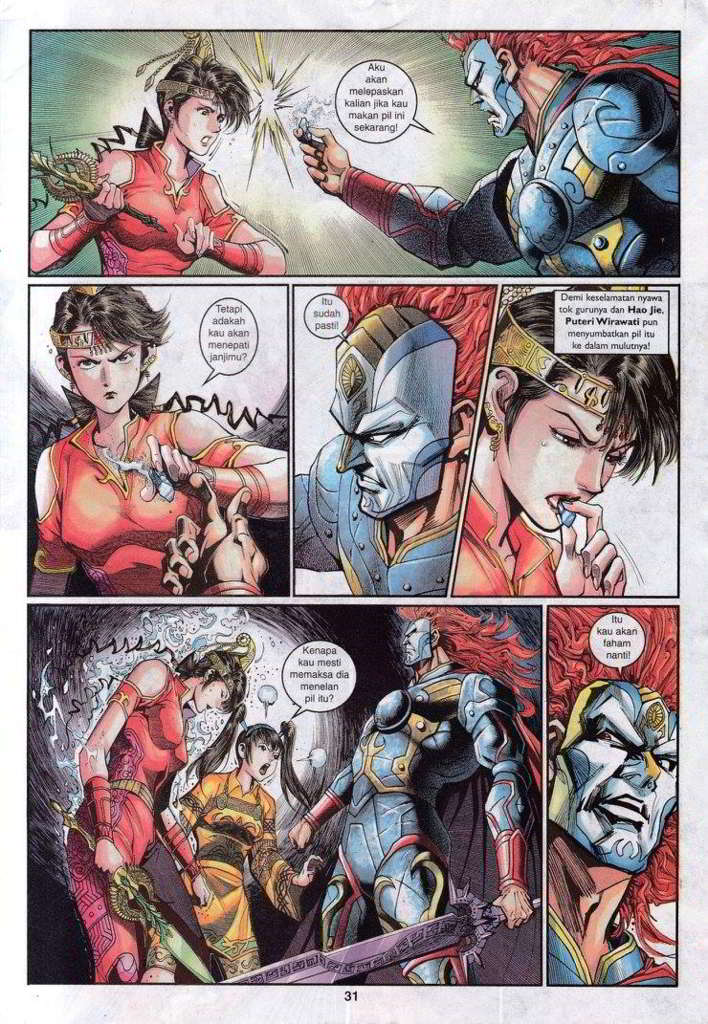 Aku
akan
melepaskan
kalian jika kau
makan pil ini
sekarang!
Tetapi
adakah
kau akan
menepati
janjimu?
Itu
sudah
pasti!
Demi keselamatan nyawa
tok gurunya dan Hao Jie,
Puteri Wirawati pun
menyumbatkan pil itu
ke dalam mulutnya!
Kenapa
kau mesti
memaksa dia
menelan
pil itu?
Itu
kau akan
faham
nanti!
31